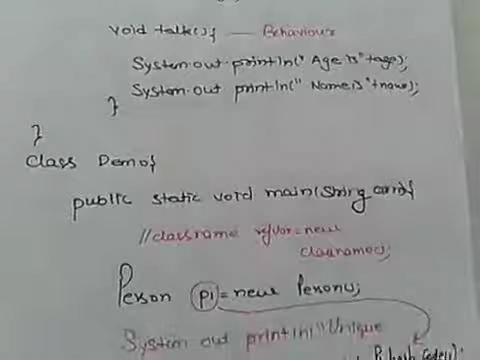 void talk(){ — Behaviour
System.out.println("Age is"+age);
System.out println("Name is"+name);
}
}
class Demo{
public static void main(String arr){
//classname refvar=new
classname();
Person p1=new Person();
System out println("Unique